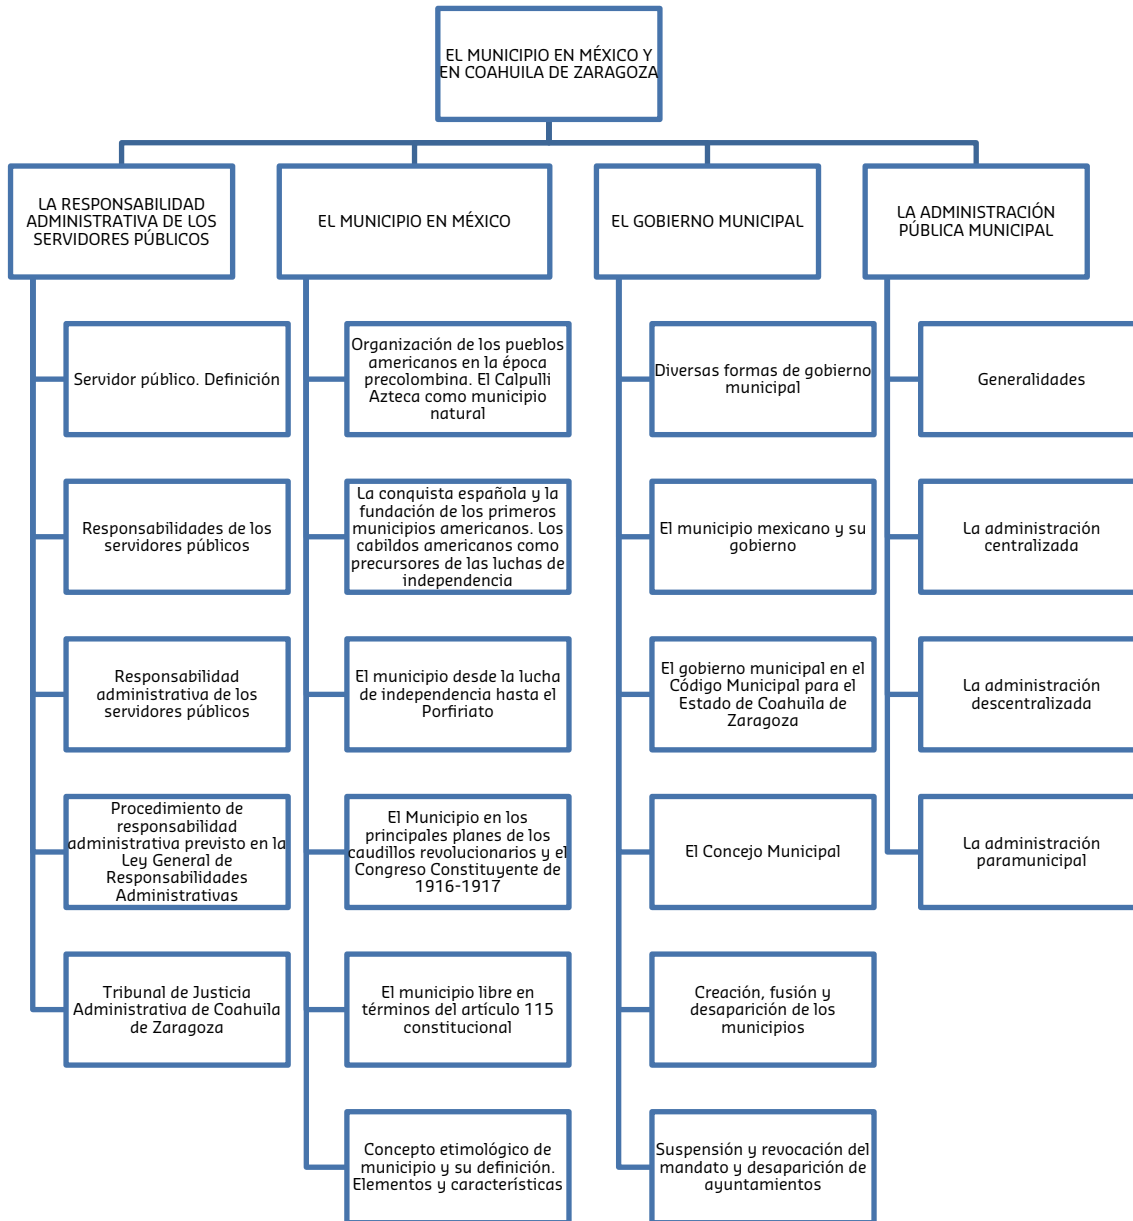 EL MUNICIPIO EN MÉXICO Y
EN COAHUILA DE ZARAGOZA
LA RESPONSABILIDAD
ADMINISTRATIVA DE LOS
SERVIDORES PÚBLICOS
Servidor público. Definición
Responsabilidades de los
servidores públicos
Responsabilidad
administrativa de los
servidores públicos
Procedimiento de
responsabilidad
administrativa previsto en la
Ley General de
Responsabilidades
Administrativas
Tribunal de Justicia
Administrativa de Coahuila
de Zaragoza
EL MUNICIPIO EN MÉXICO
Organización de los pueblos
americanos en la época
precolombina. El Calpulli
Azteca como municipio
natural
La conquista española y la
fundación de los primeros
municipios americanos. Los
cabildos americanos como
precursores de las luchas de
independencia
El municipio desde la lucha
de independencia hasta el
Porfiriato
El Municipio en los
principales planes de los
caudillos revolucionarios y el
Congreso Constituyente de
1916-1917
El municipio libre en
términos del artículo 115
constitucional
Concepto etimológico de
municipio y su definición.
Elementos y características
EL GOBIERNO MUNICIPAL
Diversas formas de gobierno
municipal
El municipio mexicano y su
gobierno
El gobierno municipal en el
Código Municipal para el
Estado de Coahuila de
Zaragoza
El Concejo Municipal
Creación, fusión y
desaparición de los
municipios
Suspensión y revocación del
mandato y desaparición de
ayuntamientos
LA ADMINISTRACIÓN
PÚBLICA MUNICIPAL
Generalidades
La administración
centralizada
La administración
descentralizada
La administración
paramunicipal